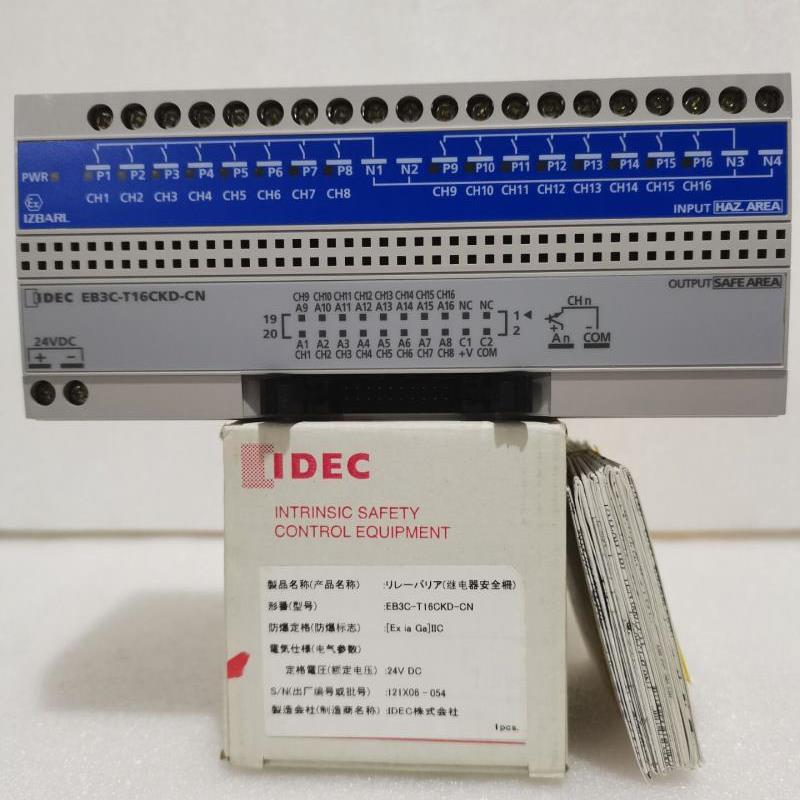 PWR P1 P2 P3 P4 P5 P6 P7 P8 N1 N2 P9 P10 P11 P12 P13 P14 P15 P16 N3 N4
CH1 CH2 CH3 CH4 CH5 CH6 CH7 CH8 CH9 CH10 CH11 CH12 CH13 CH14 CH15 CH16
Ex
IZBARL
INPUT HAZ. AREA
IDEC EB3C-T16CKD-CN
OUTPUT SAFE AREA
CH9 CH10 CH11 CH12 CH13 CH14 CH15 CH16
A9 A10 A11 A12 A13 A14 A15 A16 NC NC
19 1
20 2
A1 A2 A3 A4 A5 A6 A7 A8 C1 C2
CH1 CH2 CH3 CH4 CH5 CH6 CH7 CH8 +V COM
CHn
+ −
An COM
24VDC
+ −
IDEC
INTRINSIC SAFETY
CONTROL EQUIPMENT
製品名称(产品名称) :リレーバリア(继电器安全柵)
形番(型号) :EB3C-T16CKD-CN
防爆定格(防爆标志) :[Ex ia Ga]IIC
電気仕様(电气参数)
定格電圧(额定电压) :24V DC
S/N(出厂编号或批号) :I21X06-054
製造会社(制造商名称) :IDEC株式会社
1pcs.